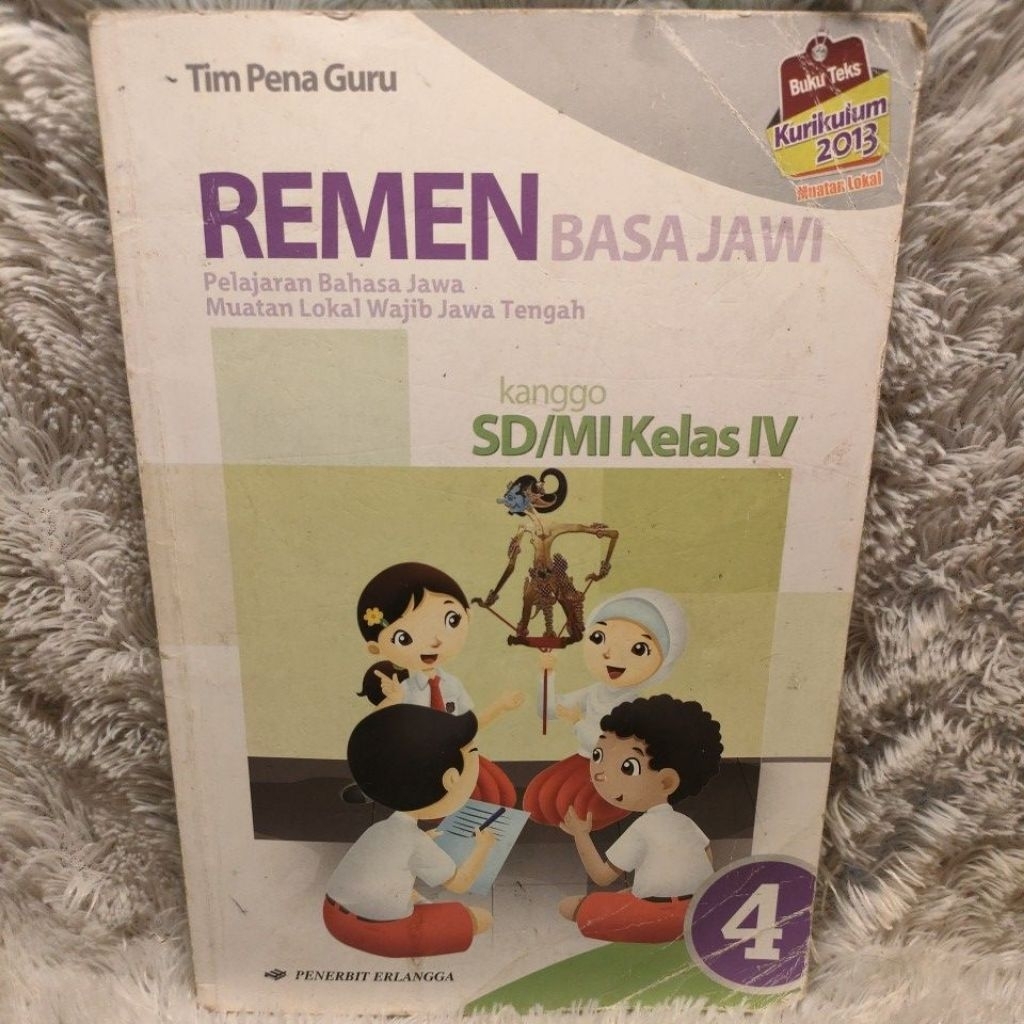 Tim Pena Guru
Buku Teks
Kurikulum
2013
Muatan Lokal
REMEN BASA JAWI
Pelajaran Bahasa Jawa
Muatan Lokal Wajib Jawa Tengah
kanggo
SD/MI Kelas IV
4
PENERBIT ERLANGGA